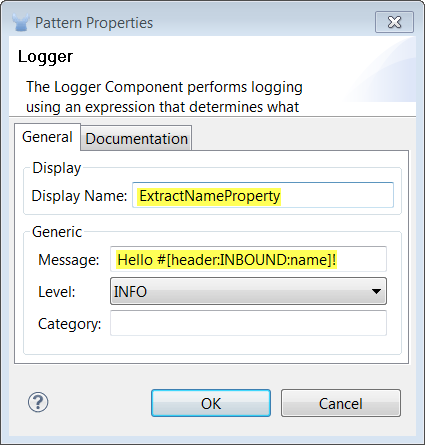 Pattern Properties
Logger
The Logger Component performs logging
using an expression that determines what
General Documentation
Display
Display Name: ExtractNameProperty
Generic
Message: Hello #[header:INBOUND:name]!
Level: INFO
Category:
? OK Cancel